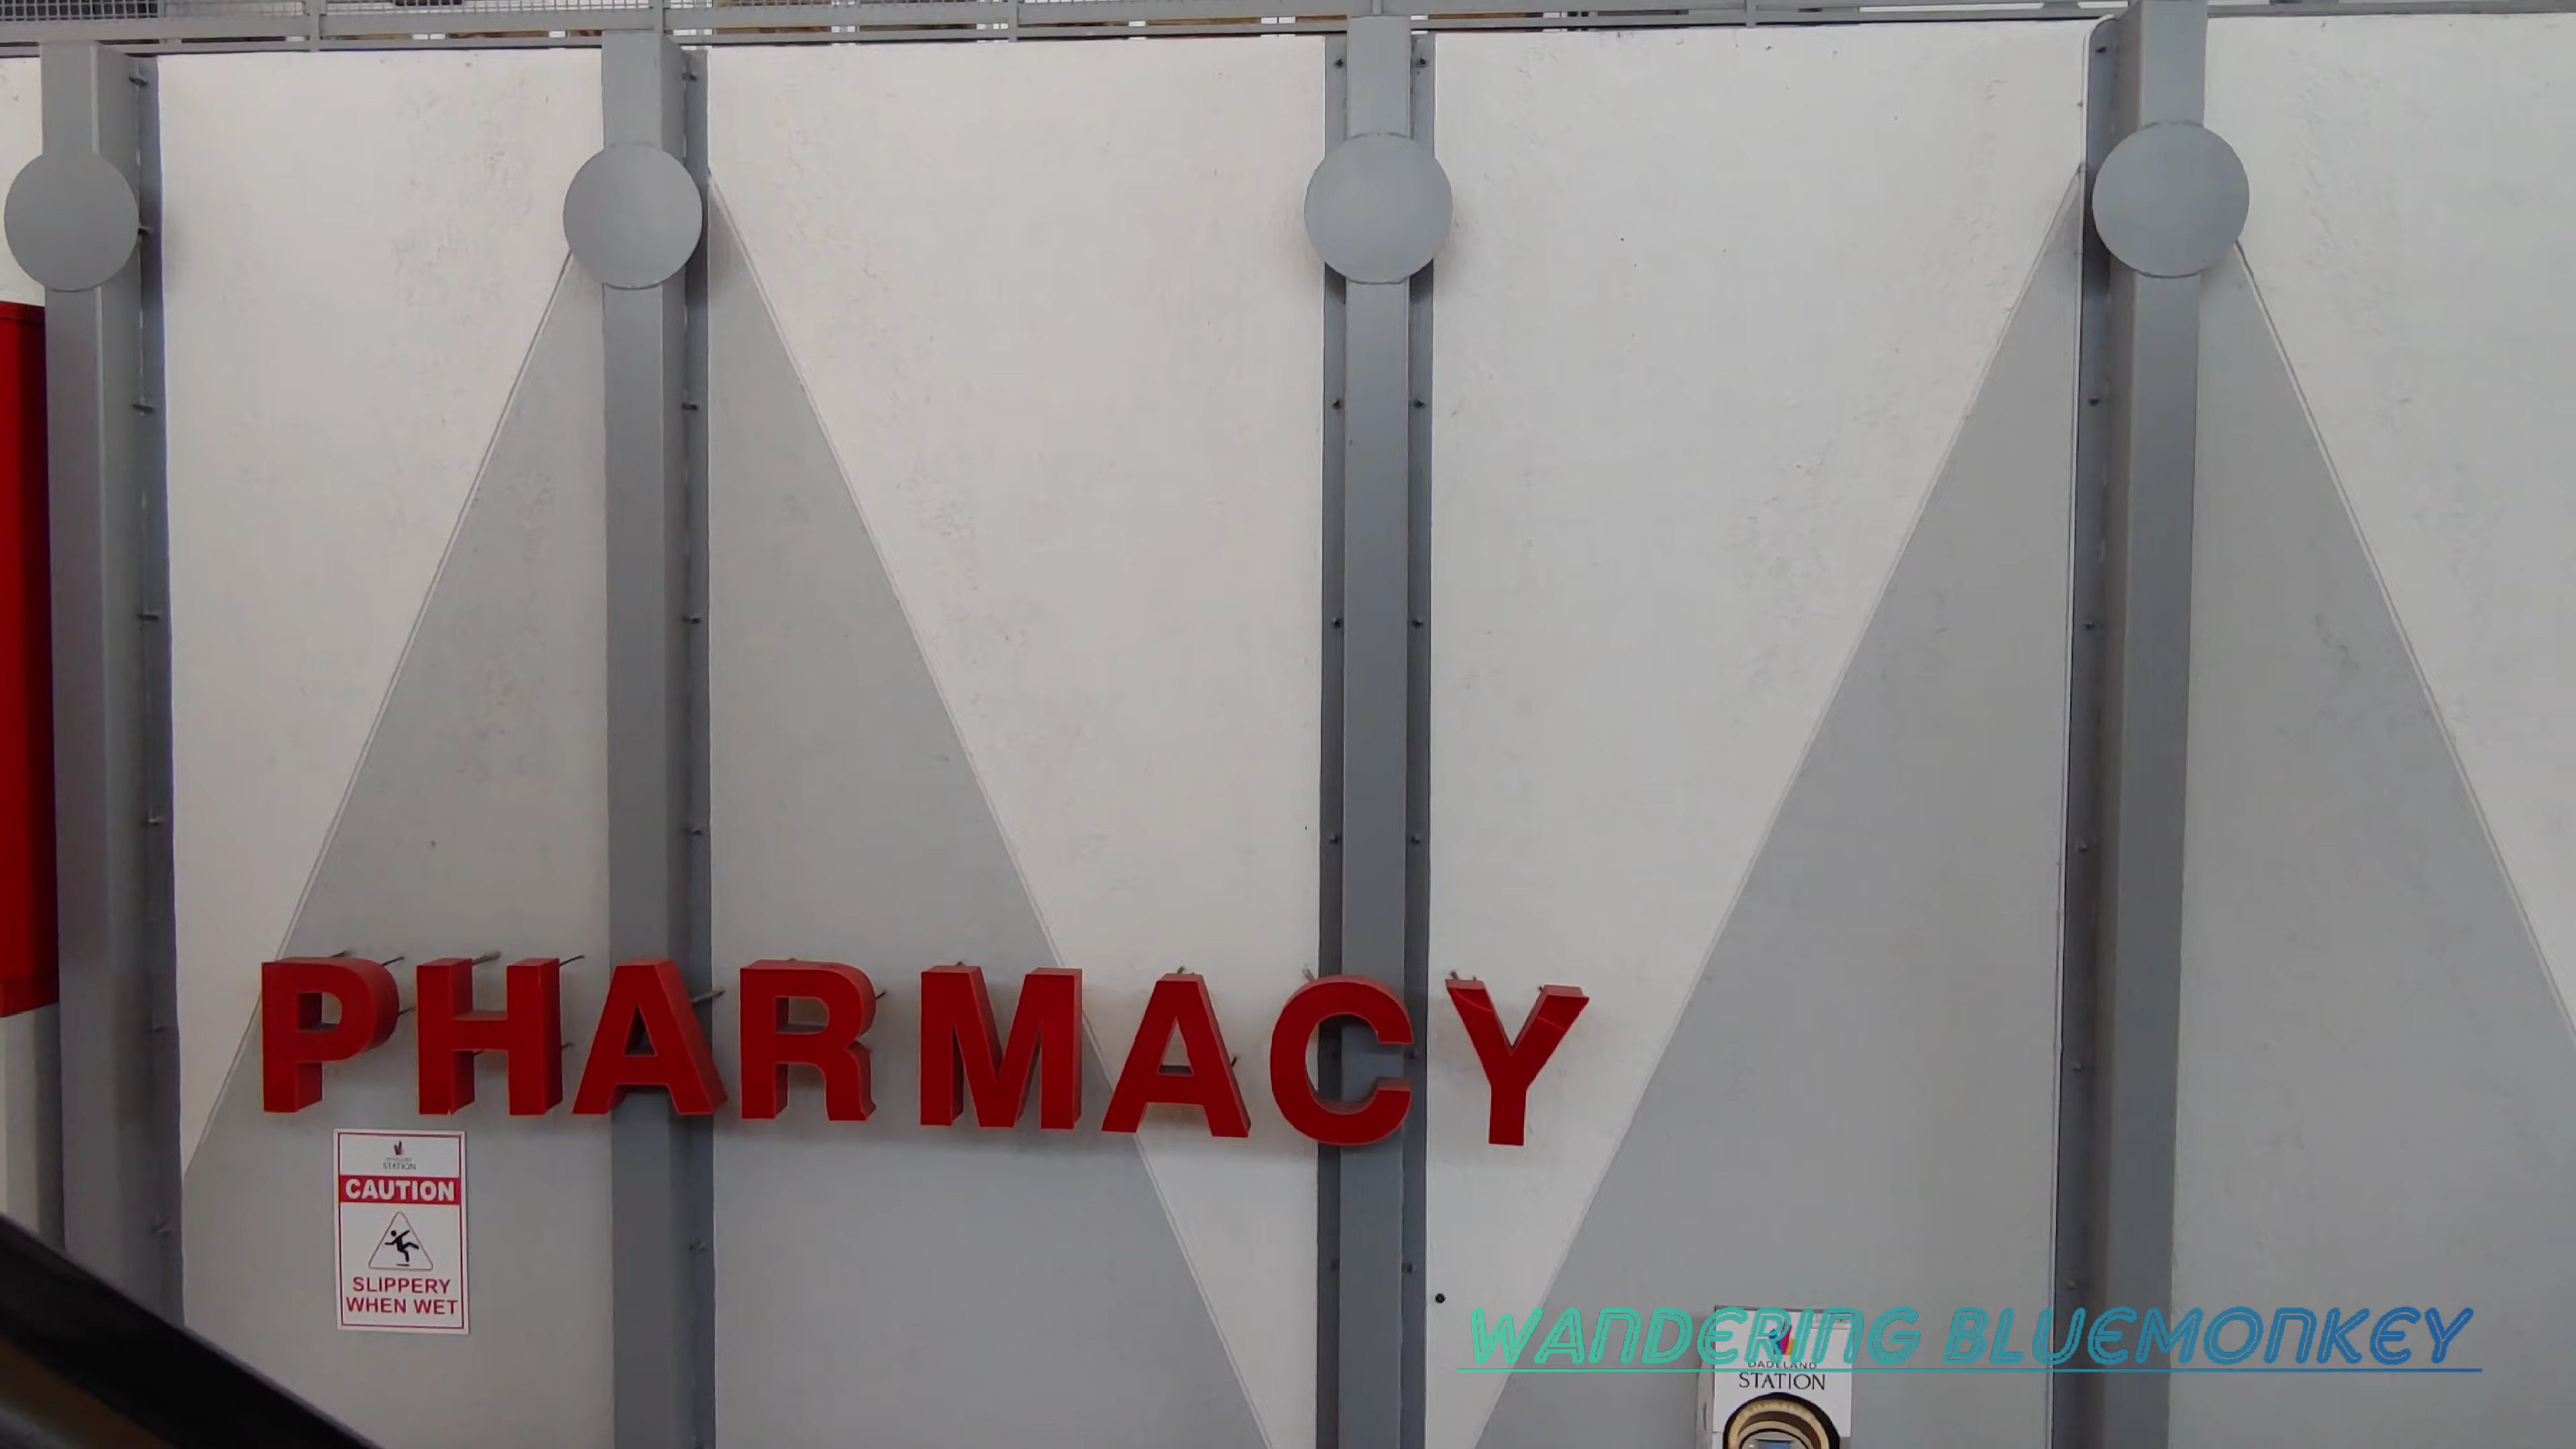 PHARMACY
STATION
CAUTION
SLIPPERY
WHEN WET
WANDERING BLUEMONKEY
DADELAND
STATION